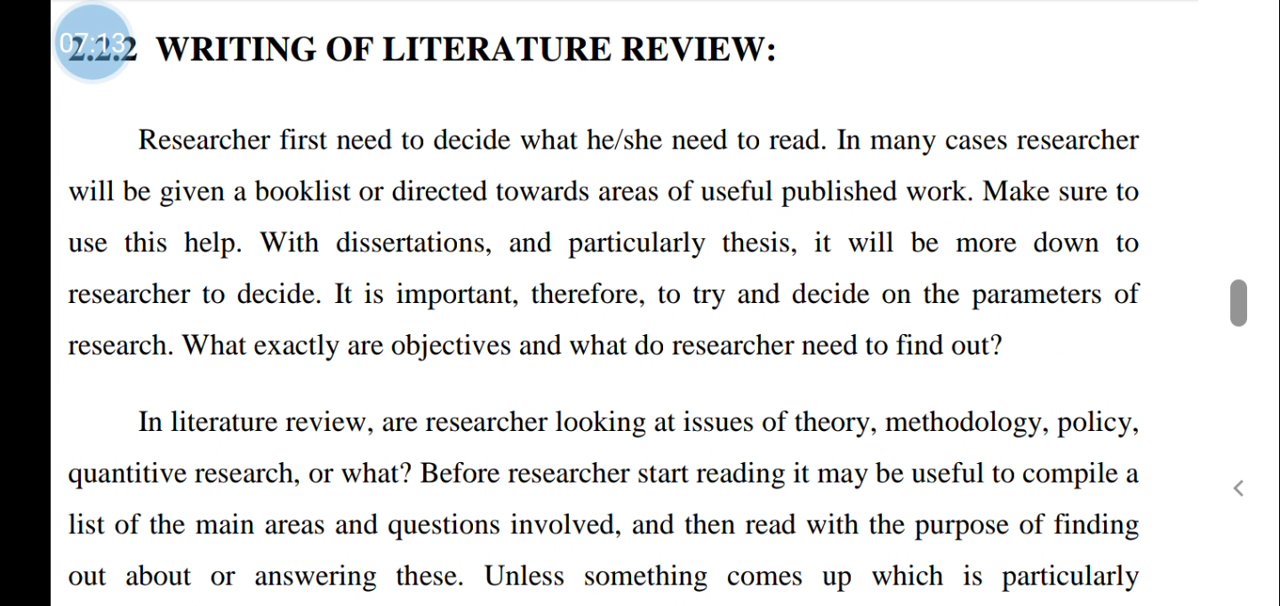 07:13
2.2.2 WRITING OF LITERATURE REVIEW:
Researcher first need to decide what he/she need to read. In many cases researcher
will be given a booklist or directed towards areas of useful published work. Make sure to
use this help. With dissertations, and particularly thesis, it will be more down to
researcher to decide. It is important, therefore, to try and decide on the parameters of
research. What exactly are objectives and what do researcher need to find out?
In literature review, are researcher looking at issues of theory, methodology, policy,
quantitive research, or what? Before researcher start reading it may be useful to compile a
list of the main areas and questions involved, and then read with the purpose of finding
out about or answering these. Unless something comes up which is particularly